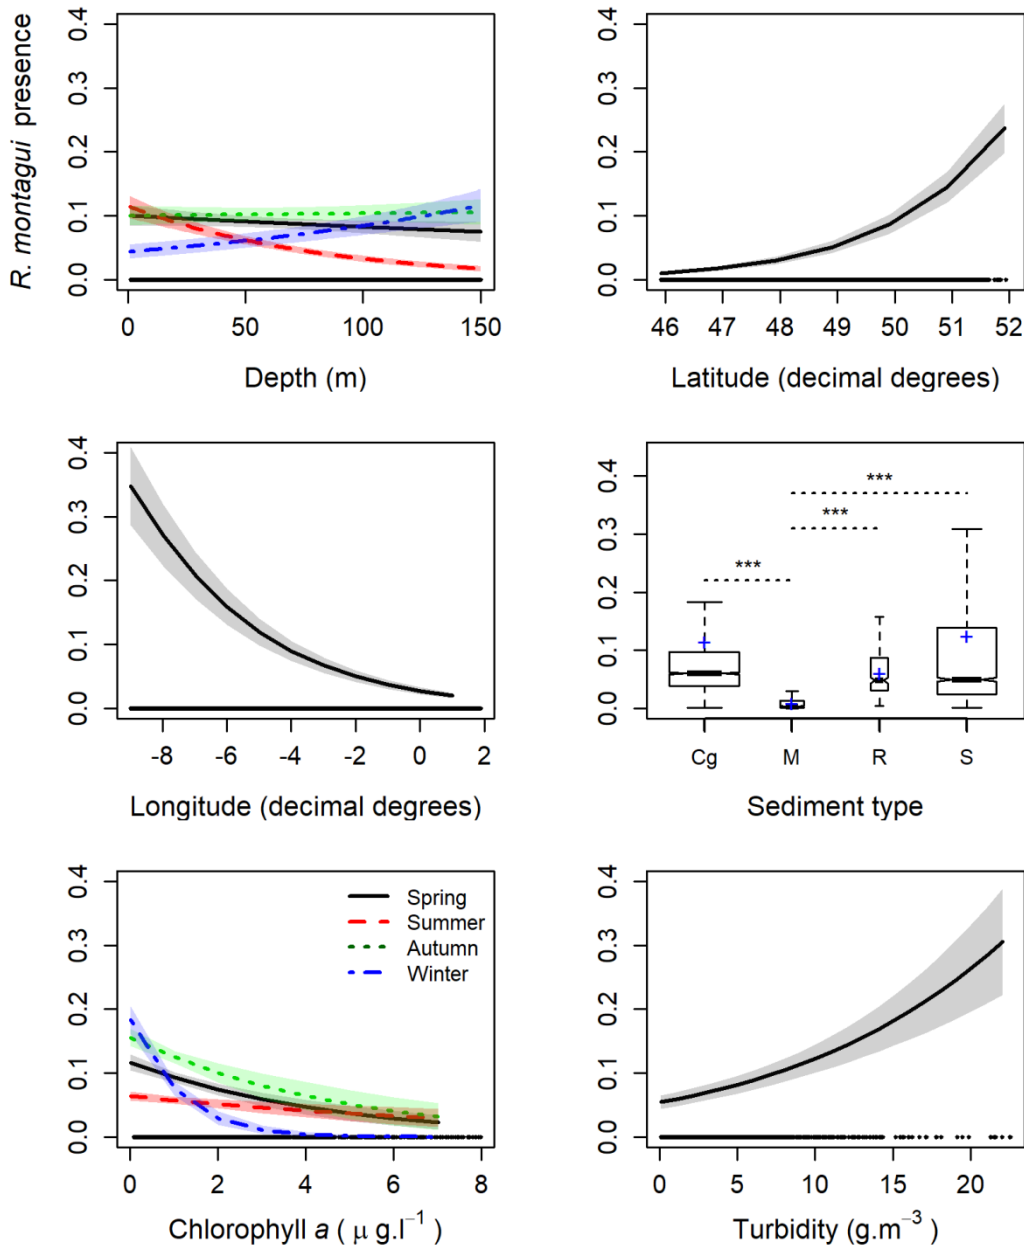 R. montagui presence
0.0 0.1 0.2 0.3 0.4
0 50 100 150
Depth (m)
0.0 0.1 0.2 0.3 0.4
46 47 48 49 50 51 52
Latitude (decimal degrees)
0.0 0.1 0.2 0.3 0.4
-8 -6 -4 -2 0 2
Longitude (decimal degrees)
0.0 0.1 0.2 0.3 0.4
***
***
***
Cg M R S
Sediment type
0.0 0.1 0.2 0.3 0.4
Spring
Summer
Autumn
Winter
0 2 4 6 8
Chlorophyll a ( μ g.l⁻¹ )
0.0 0.1 0.2 0.3 0.4
0 5 10 15 20
Turbidity (g.m⁻³ )